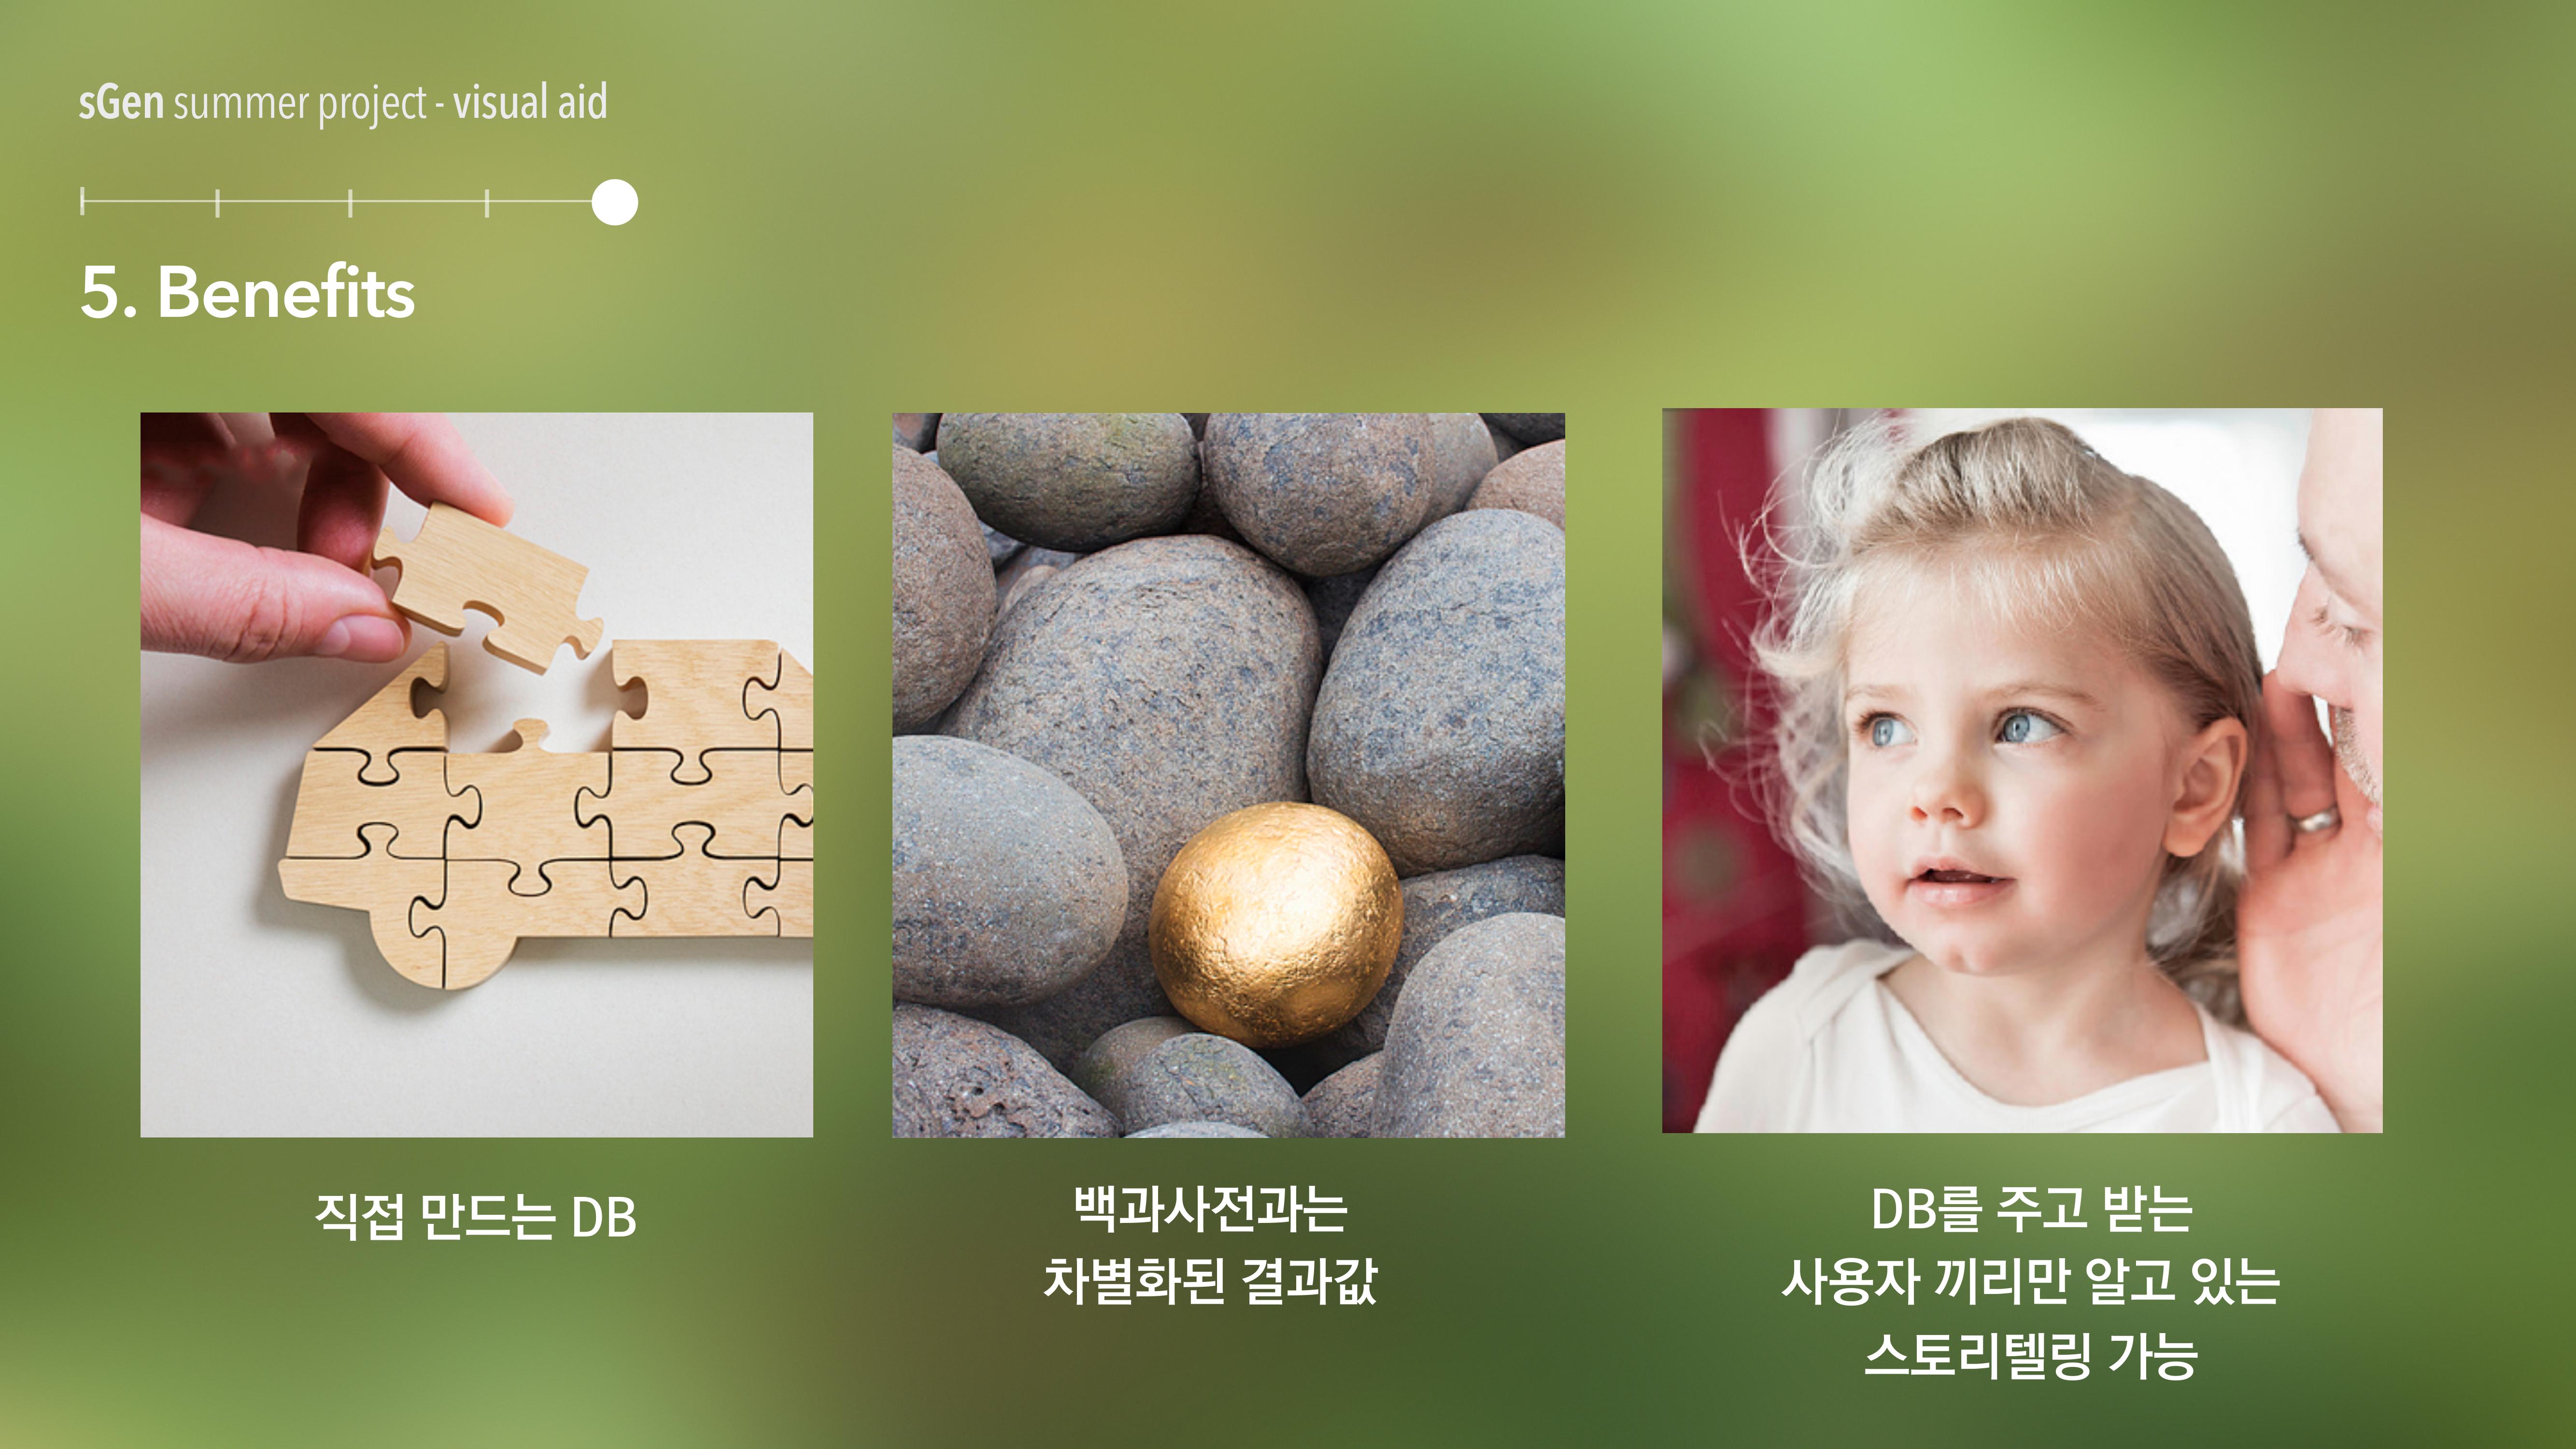 sGen summer project - visual aid
5. Benefits
직접 만드는 DB
백과사전과는
차별화된 결과값
DB를 주고 받는
사용자 끼리만 알고 있는
스토리텔링 가능